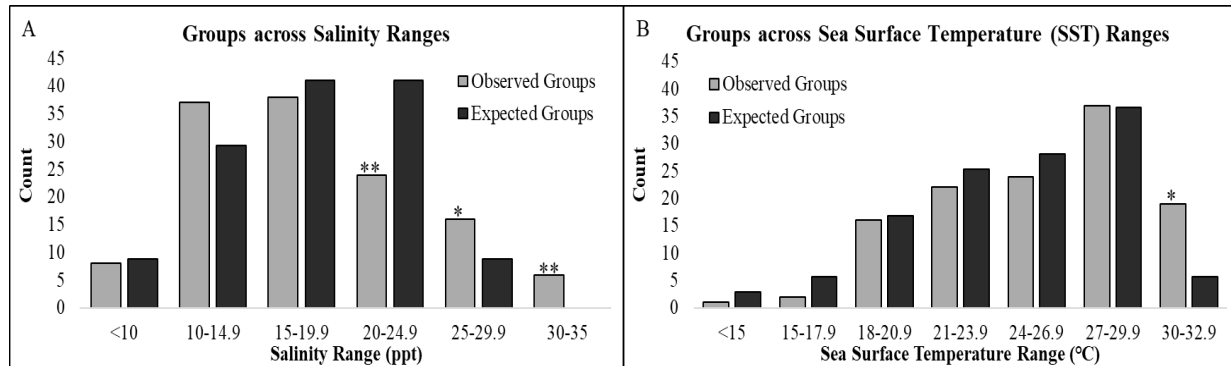 A
Groups across Salinity Ranges
45
40
35
30
25
20
15
10
5
0
Count
Observed Groups
Expected Groups
**
*
**
<10 10-14.9 15-19.9 20-24.9 25-29.9 30-35
Salinity Range (ppt)
B
Groups across Sea Surface Temperature (SST) Ranges
45
40
35
30
25
20
15
10
5
0
Count
Observed Groups
Expected Groups
*
<15 15-17.9 18-20.9 21-23.9 24-26.9 27-29.9 30-32.9
Sea Surface Temperature Range (°C)